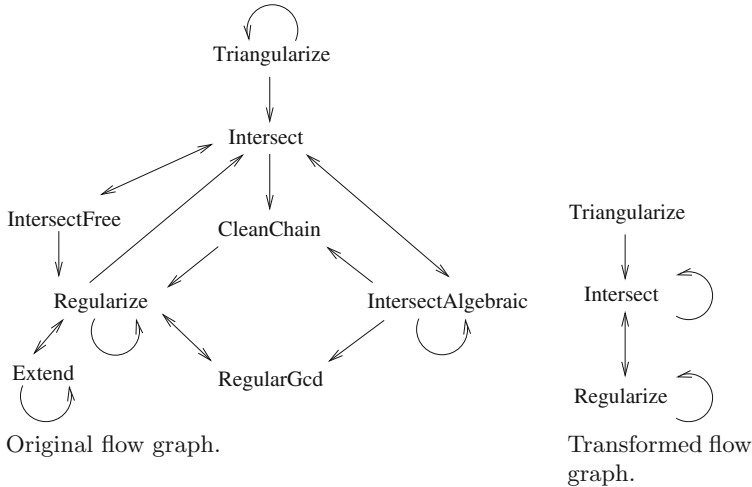 Triangularize
Intersect
IntersectFree
CleanChain
Regularize
IntersectAlgebraic
Extend
RegularGcd
Original flow graph.
Triangularize
Intersect
Regularize
Transformed flow
graph.